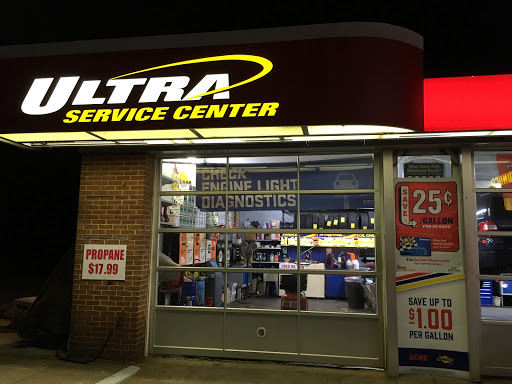 ULTRA
SERVICE CENTER
CHECK
ENGINE LIGHT
DIAGNOSTICS
PROPANE
$17.99
SAVE
25¢
/GALLON
SAVE UP TO
$1.00
PER GALLON